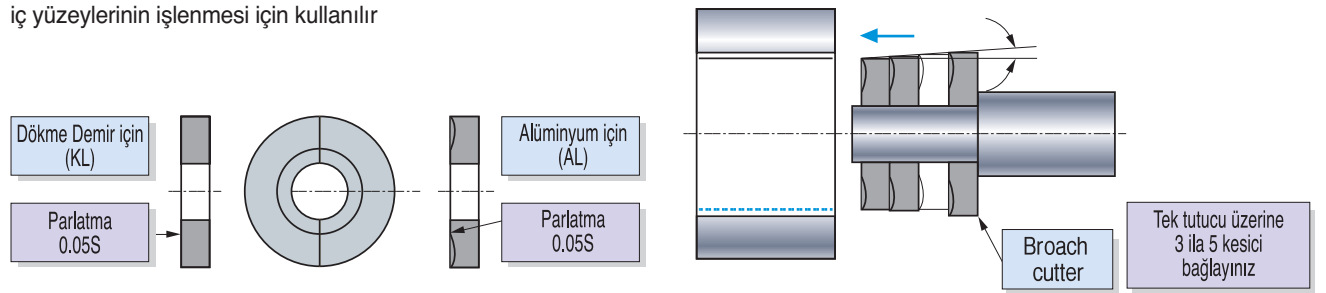 iç yüzeylerinin işlenmesi için kullanılır
Dökme Demir için
(KL)
Parlatma
0.05S
Alüminyum için
(AL)
Parlatma
0.05S
Broach
cutter
Tek tutucu üzerine
3 ila 5 kesici
bağlayınız